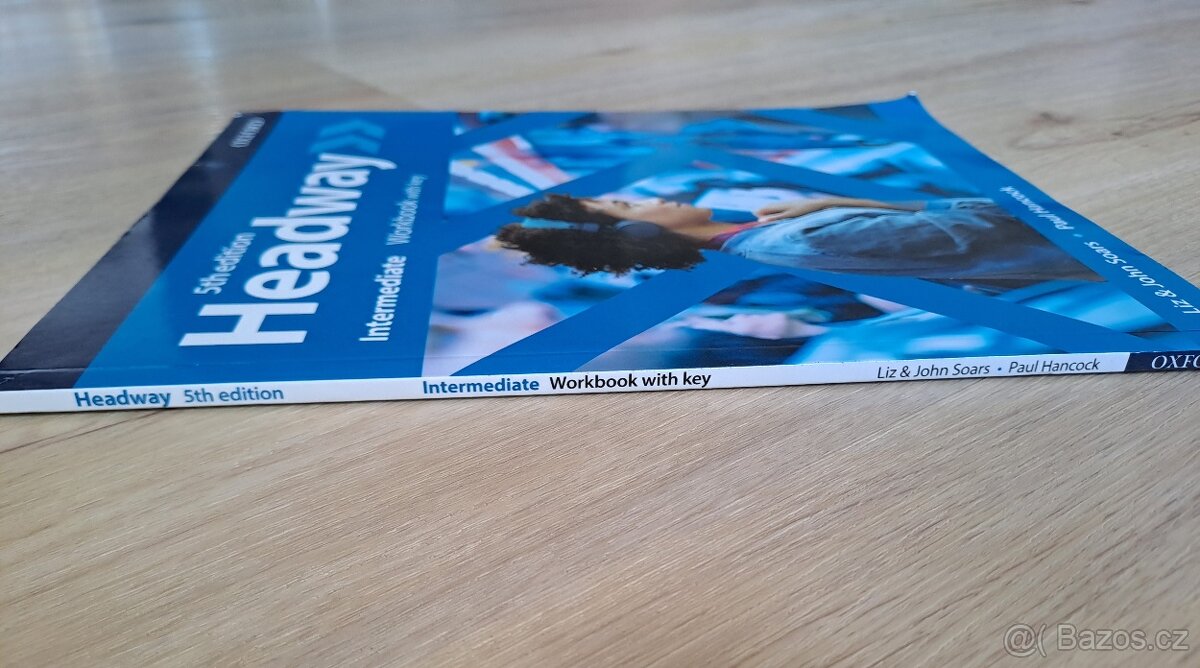 OXFORD
5th edition
Headway
Intermediate Workbook with key
Liz & John Soars • Paul Hancock
Headway 5th edition Intermediate Workbook with key Liz & John Soars • Paul Hancock OXFO
@( Bazos.cz